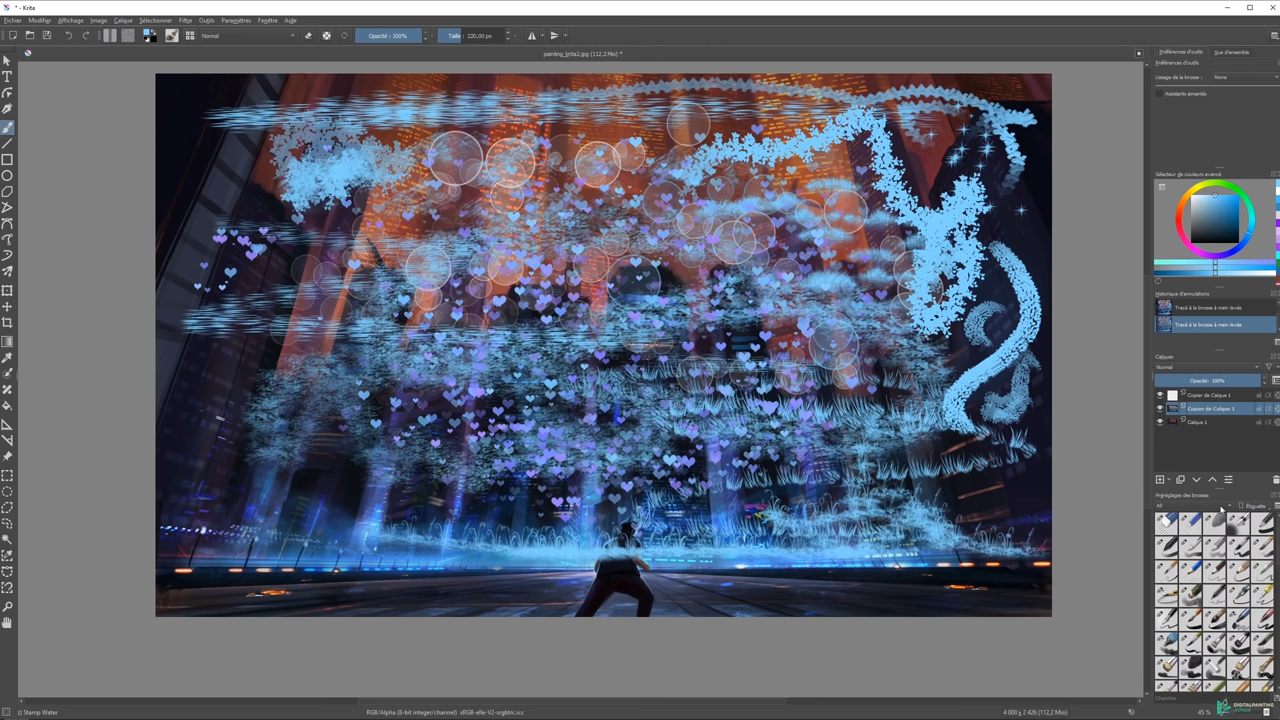 * - Krita
Fichier Modifier Affichage Image Calque Sélectionner Filtre Outils Paramètres Fenêtre Aide
Normal
Opacité : 100%
Taille : 220,00 px
painting_krita2.jpg (112,2 Mio) *
Préférences d'outils Vue d'ensemble
Préférences d'outils
Lissage de la brosse : None
Assistants aimantés
Sélecteur de couleurs avancé
Historique d'annulations
Tracé à la brosse à main levée
Tracé à la brosse à main levée
Calques
Normal
Opacité: 100%
Copier de Calque 1
Copier de Calque 1
Calque 1
Préréglages des brosses
All
Étiquette
Chercher
z) Stamp Water
RGB/Alpha (8-bit integer/channel) sRGB-elle-V2-srgbtrc.icc
4 000 x 2 426 (112,2 Mio)
45 %
DIGITALPAINTING